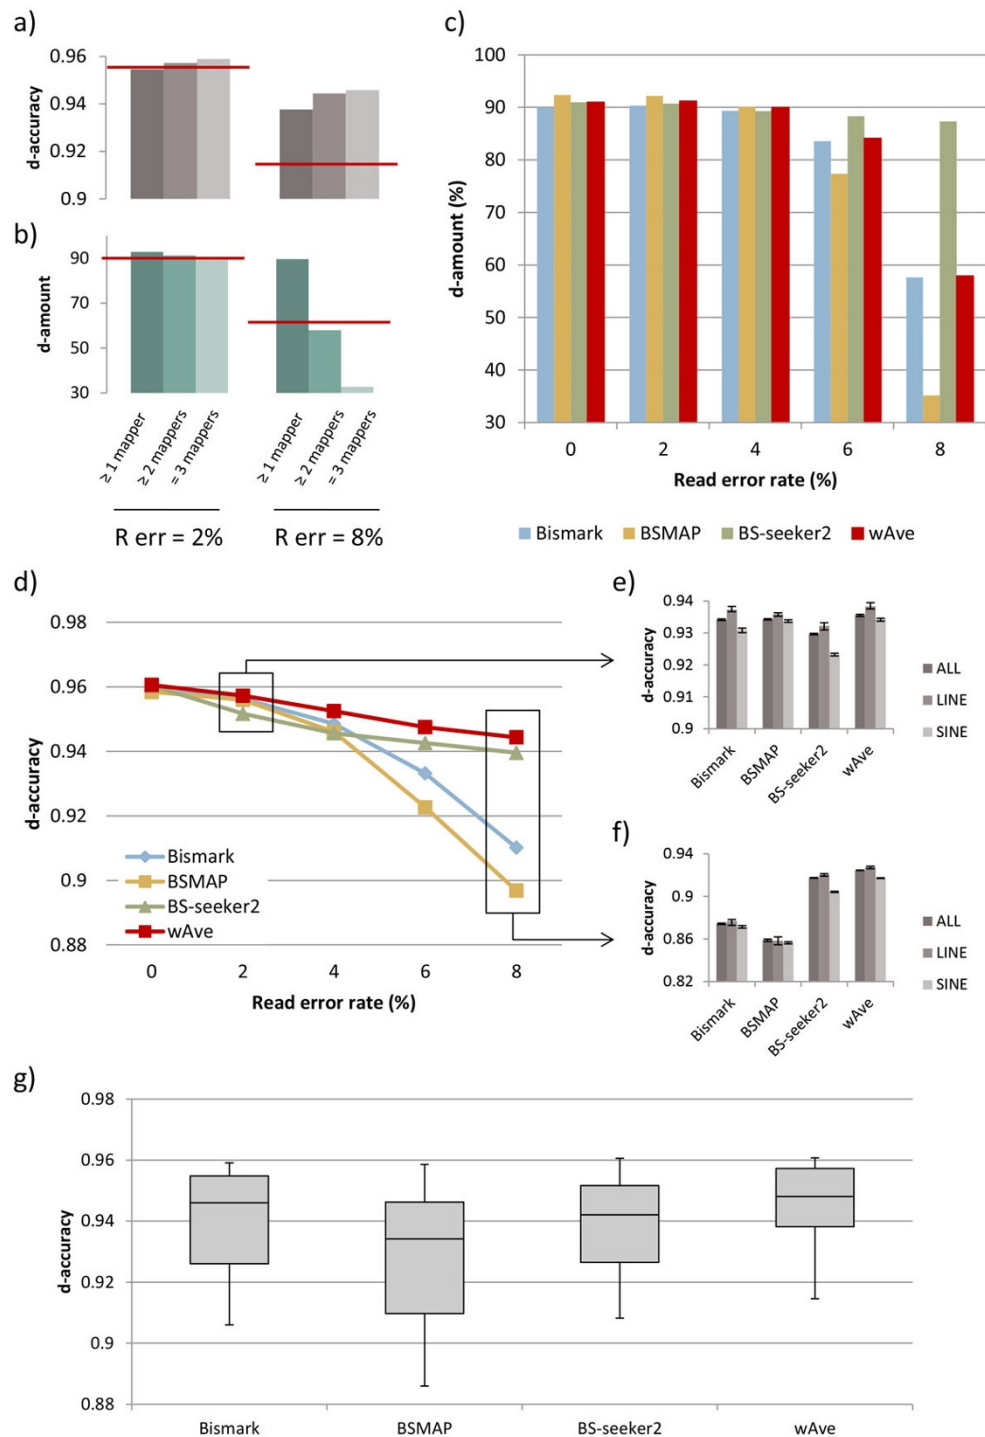 a)
0.96
0.94
0.92
0.9
d-accuracy
b)
90
70
50
30
d-amount
≥ 1 mapper
≥ 2 mappers
= 3 mappers
≥ 1 mapper
≥ 2 mappers
= 3 mappers
R err = 2%
R err = 8%
c)
100
90
80
90
70
60
50
40
30
d-amount (%)
0 2 4 6 8
Read error rate (%)
Bismark BSMAP BS-seeker2 wAve
d)
0.98
0.96
0.94
0.92
0.9
0.88
d-accuracy
Bismark
BSMAP
BS-seeker2
wAve
0 2 4 6 8
Read error rate (%)
e)
0.94
0.93
0.92
0.91
0.9
d-accuracy
ALL
LINE
SINE
Bismark
BSMAP
BS-seeker2
wAve
f)
0.94
0.9
0.86
0.82
d-accuracy
ALL
LINE
SINE
Bismark
BSMAP
BS-seeker2
wAve
g)
0.98
0.96
0.94
0.92
0.9
0.88
d-accuracy
Bismark BSMAP BS-seeker2 wAve